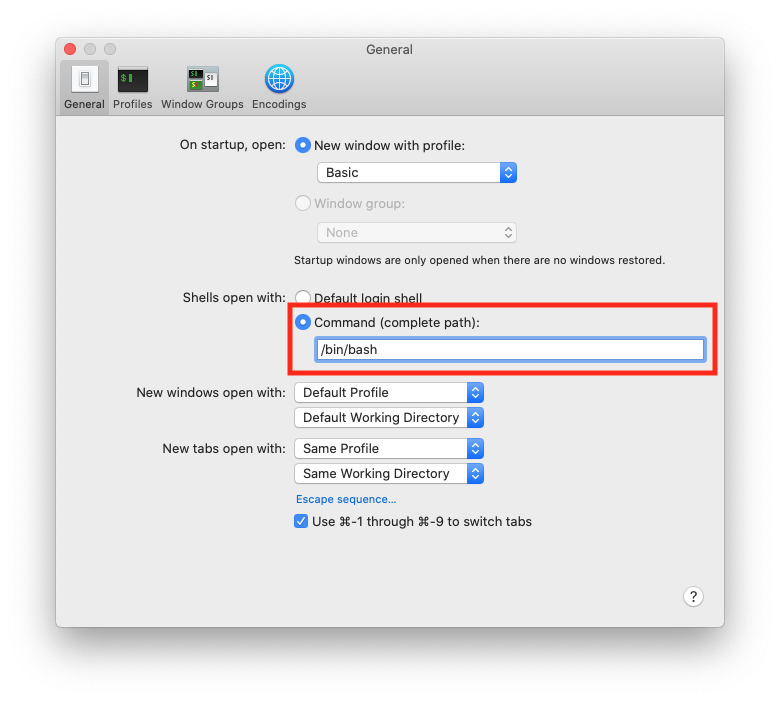 General
General Profiles Window Groups Encodings
On startup, open: New window with profile:
Basic
Window group:
None
Startup windows are only opened when there are no windows restored.
Shells open with: Default login shell
Command (complete path):
/bin/bash
New windows open with: Default Profile
Default Working Directory
New tabs open with: Same Profile
Same Working Directory
Escape sequence...
Use ⌘-1 through ⌘-9 to switch tabs
?